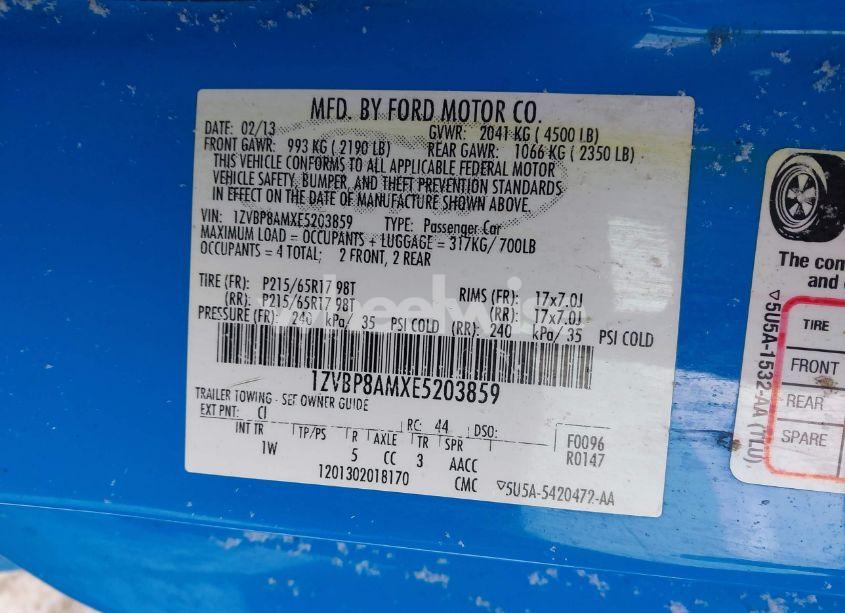 MFD. BY FORD MOTOR CO.
DATE: 02/13 GVWR: 2041 KG ( 4500 LB)
FRONT GAWR: 993 KG ( 2190 LB) REAR GAWR: 1066 KG ( 2350 LB)
THIS VEHICLE CONFORMS TO ALL APPLICABLE FEDERAL MOTOR
VEHICLE SAFETY, BUMPER, AND THEFT PREVENTION STANDARDS
IN EFFECT ON THE DATE OF MANUFACTURE SHOWN ABOVE.
VIN: 1ZVBP8AMXE5203859 TYPE: Passenger Car
MAXIMUM LOAD = OCCUPANTS + LUGGAGE = 317KG/ 700LB
OCCUPANTS = 4 TOTAL; 2 FRONT, 2 REAR
TIRE (FR): P215/65R17 98T RIMS (FR): 17x7.0J
(RR): P215/65R17 98T (RR): 17x7.0J
PRESSURE (FR): 240 kPa/ 35 PSI COLD (RR): 240 kPa/ 35 PSI COLD
wheelwise
1ZVBP8AMXE5203859
TRAILER TOWING - SEE OWNER GUIDE
EXT PNT: CI RC: 44 DSO:
INT TR TP/PS R AXLE TR SPR F0096
1W 5 CC 3 AACC R0147
1201302018170 CMC ▽5U5A-5420472-AA
The com
and
▽5U5A-1532-AA (TLU)
TIRE
FRONT
REAR
SPARE